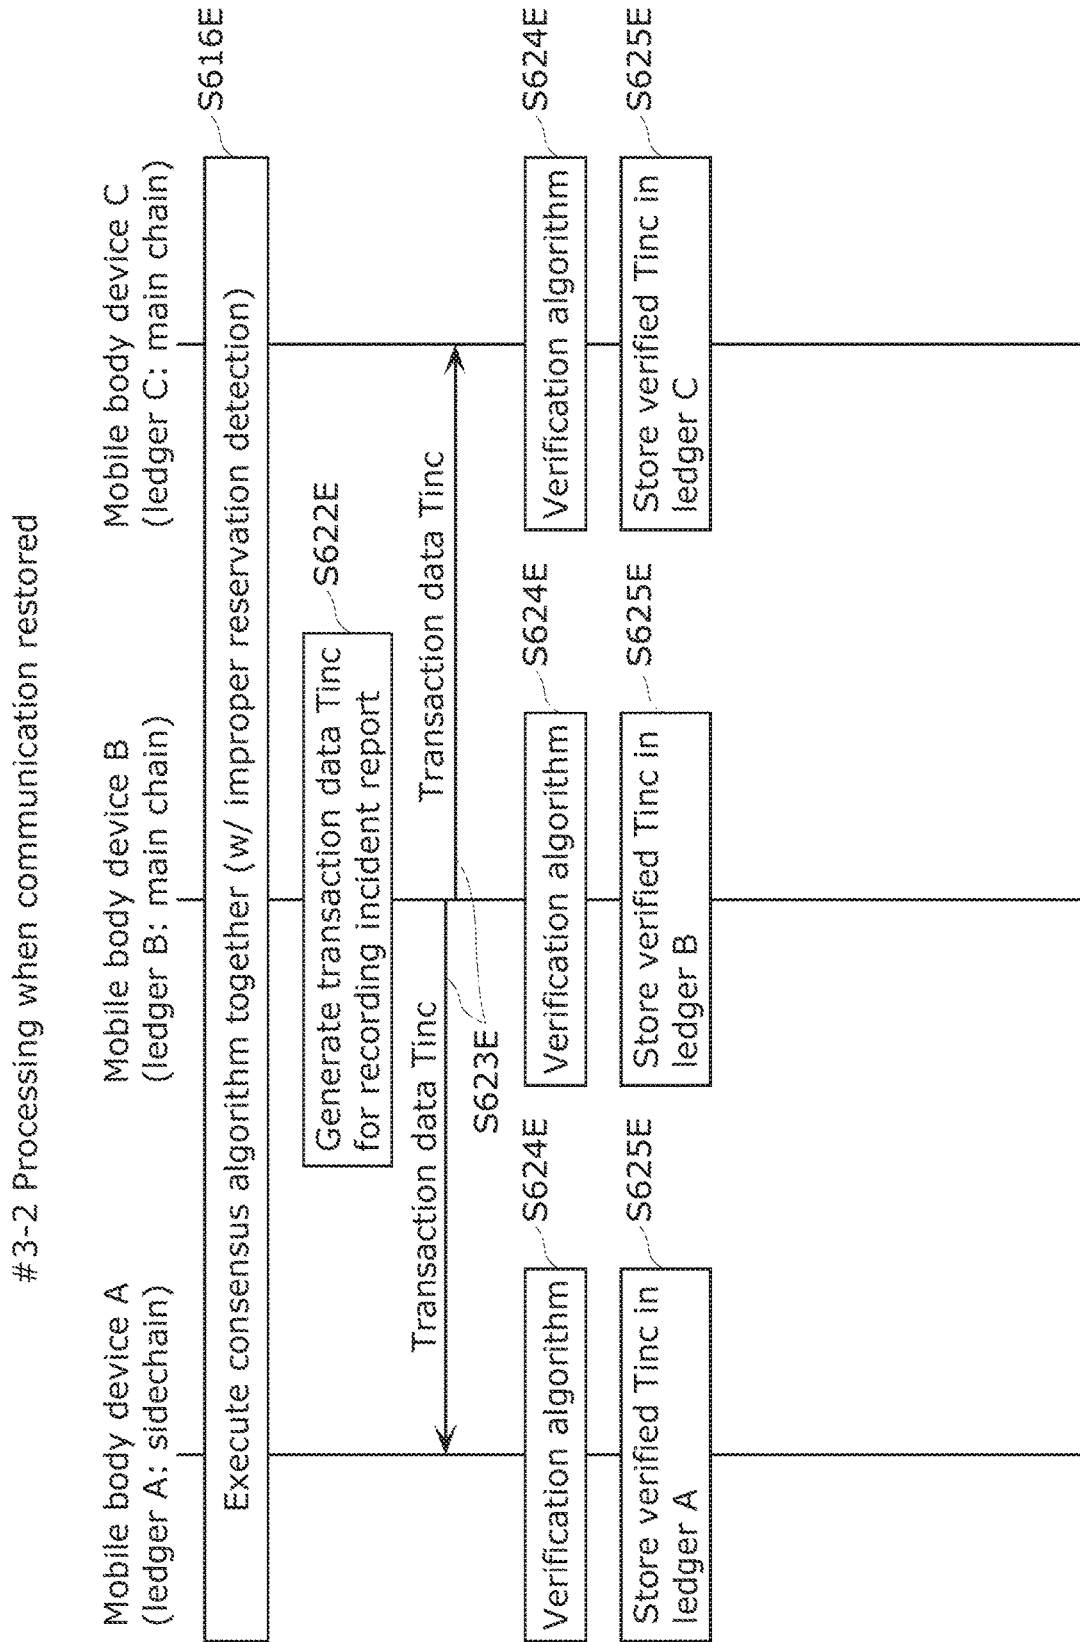 #3-2 Processing when communication restored
Mobile body device A
(ledger A: sidechain)
Mobile body device B
(ledger B: main chain)
Mobile body device C
(ledger C: main chain)
S616E
Execute consensus algorithm together (w/ improper reservation detection)
S622E
Generate transaction data Tinc
for recording incident report
Transaction data Tinc
Transaction data Tinc
S623E
S624E
S624E
S624E
Verification algorithm
Verification algorithm
Verification algorithm
S625E
S625E
S625E
Store verified Tinc in
ledger A
Store verified Tinc in
ledger B
Store verified Tinc in
ledger C